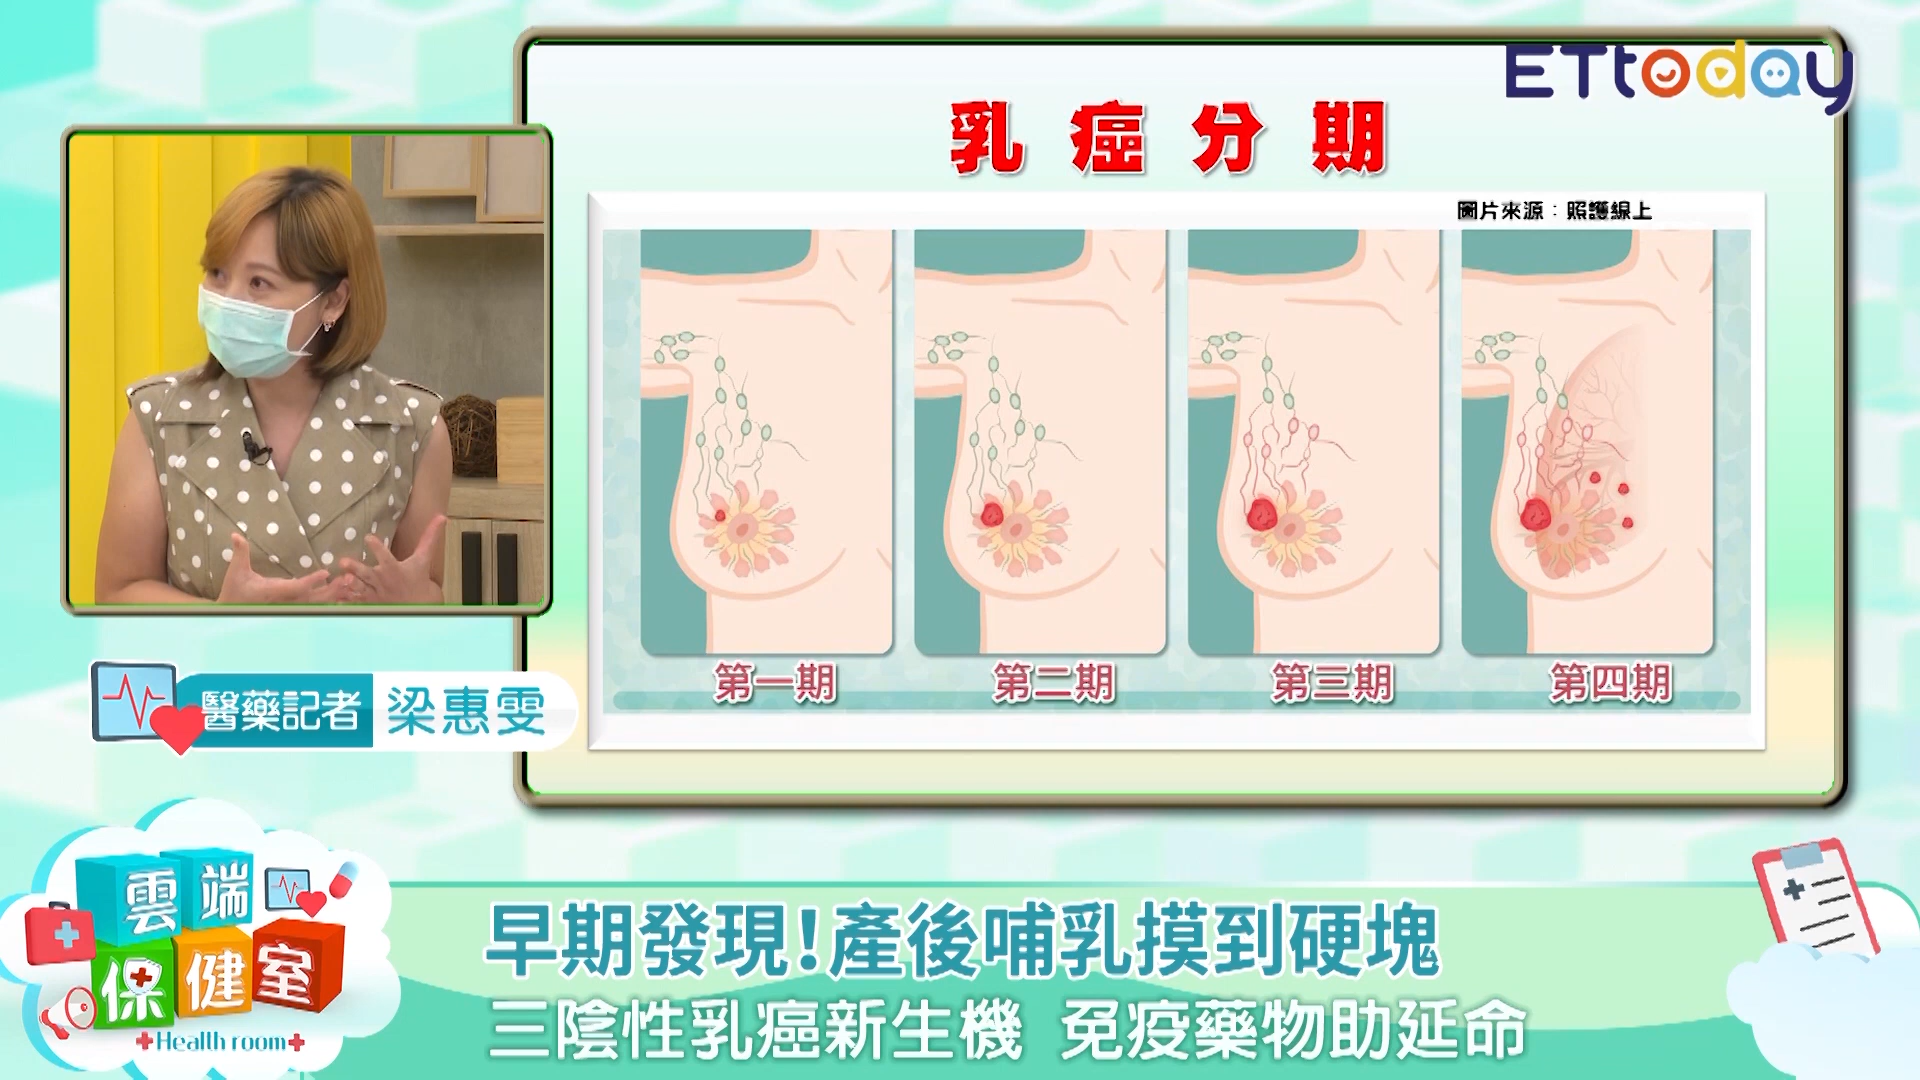 ETtoday
乳癌分期
圖片來源：照護線上
第一期
第二期
第三期
第四期
醫藥記者 梁惠雯
雲端
保健室
Health room
早期發現！產後哺乳摸到硬塊
三陰性乳癌新生機 免疫藥物助延命